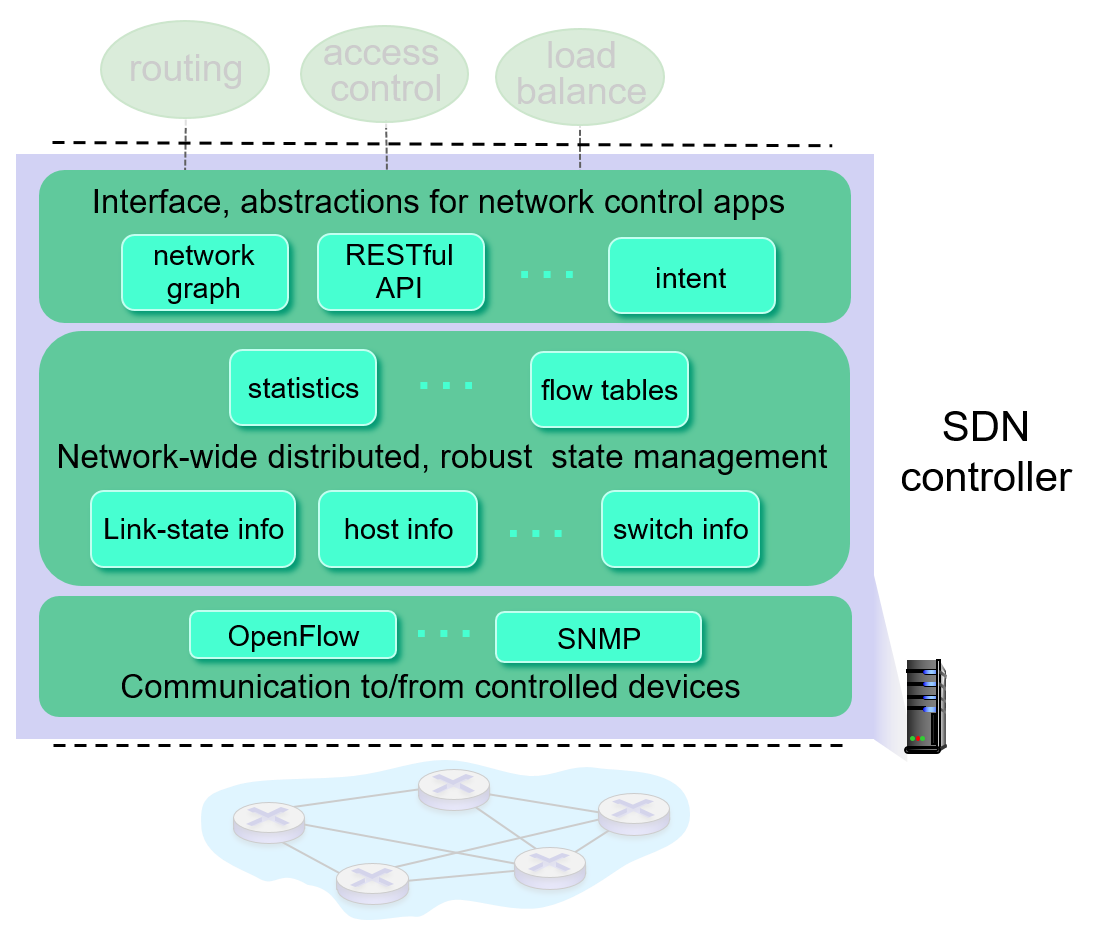 routing
access
control
load
balance
Interface, abstractions for network control apps
network
graph
RESTful
API
. . .
intent
statistics
. . .
flow tables
Network-wide distributed, robust  state management
Link-state info
host info
. . .
switch info
OpenFlow
. . .
SNMP
Communication to/from controlled devices
SDN
controller